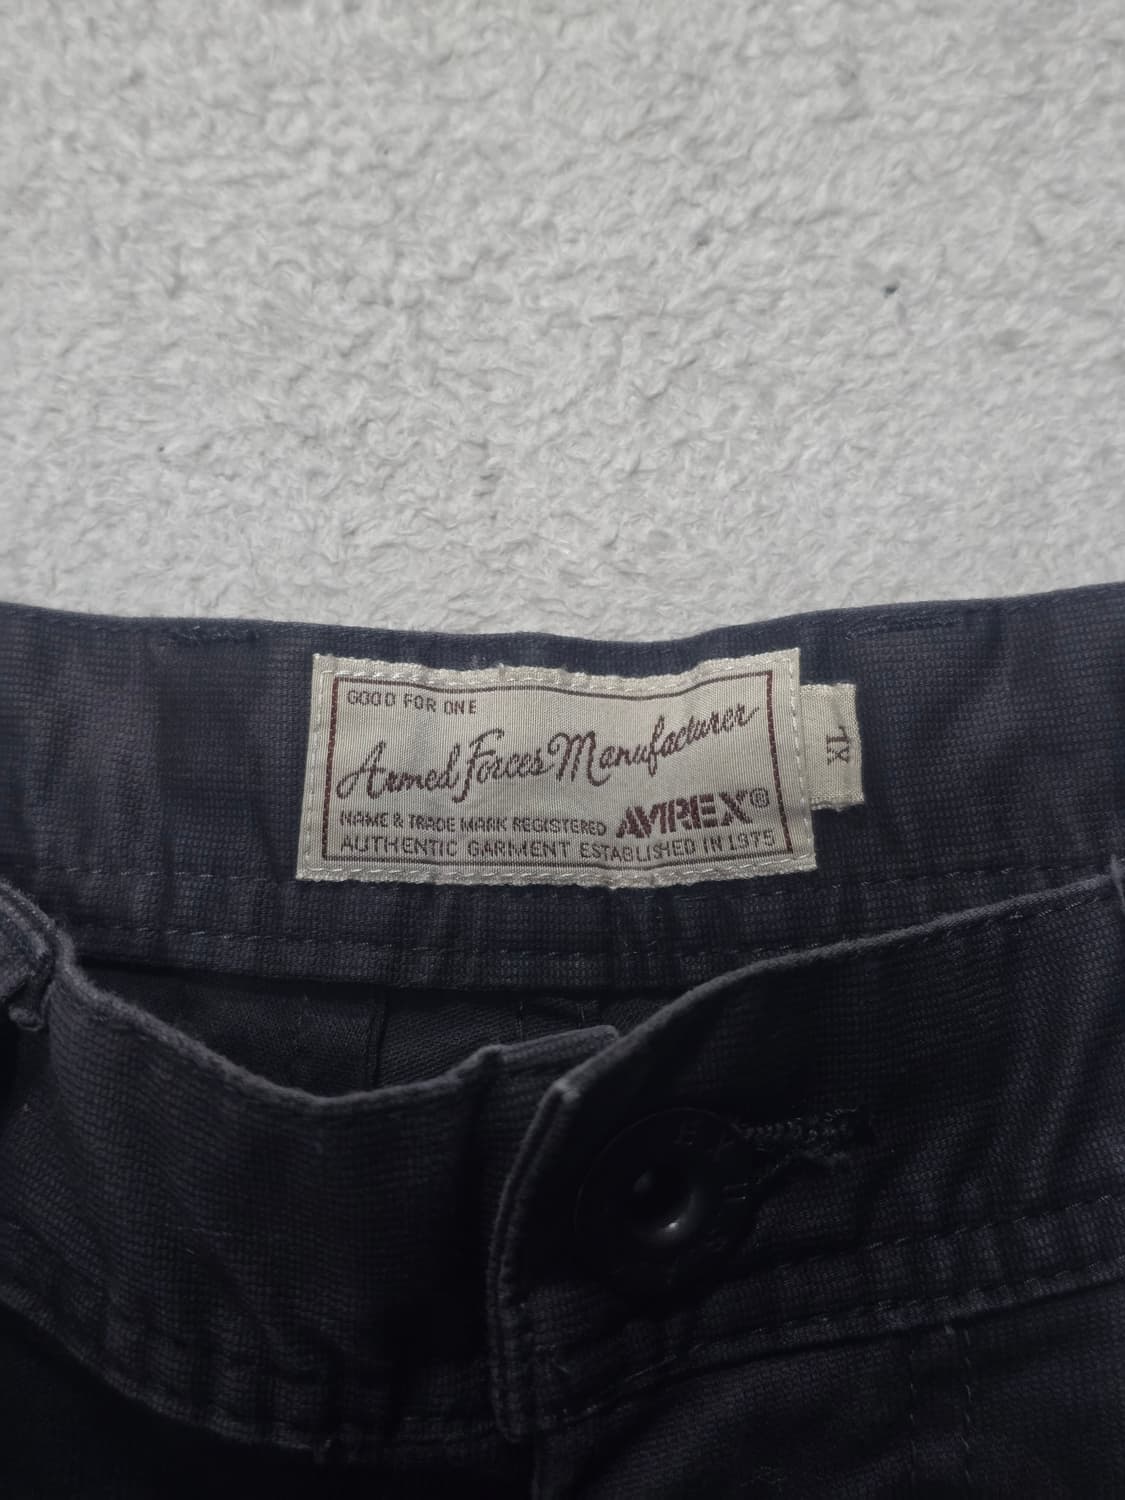 GOOD FOR ONE
Armed Forces Manufacturer
NAME & TRADE MARK REGISTERED AVIREX®
AUTHENTIC GARMENT ESTABLISHED IN 1975
XL